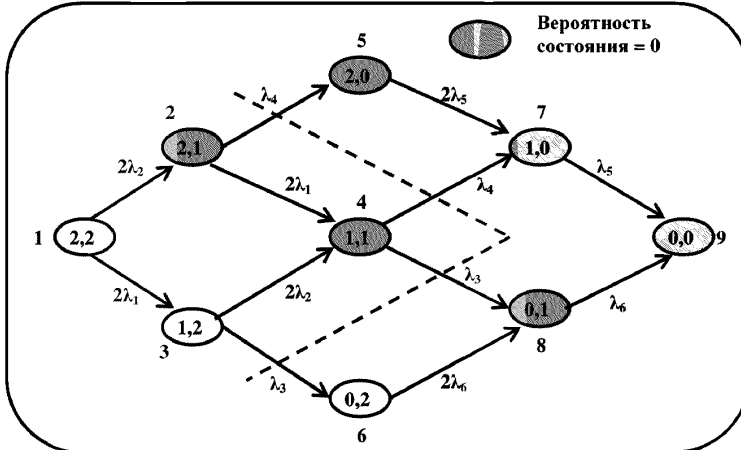 Вероятность
состояния = 0
5
2,0
λ₄
2λ₅
2
7
2,1
1,0
2λ₂
2λ₁
4
λ₄
λ₅
1
2,2
1,1
0,0
9
2λ₁
2λ₂
λ₃
1,2
0,1
λ₆
3
λ₃
8
0,2
2λ₆
6